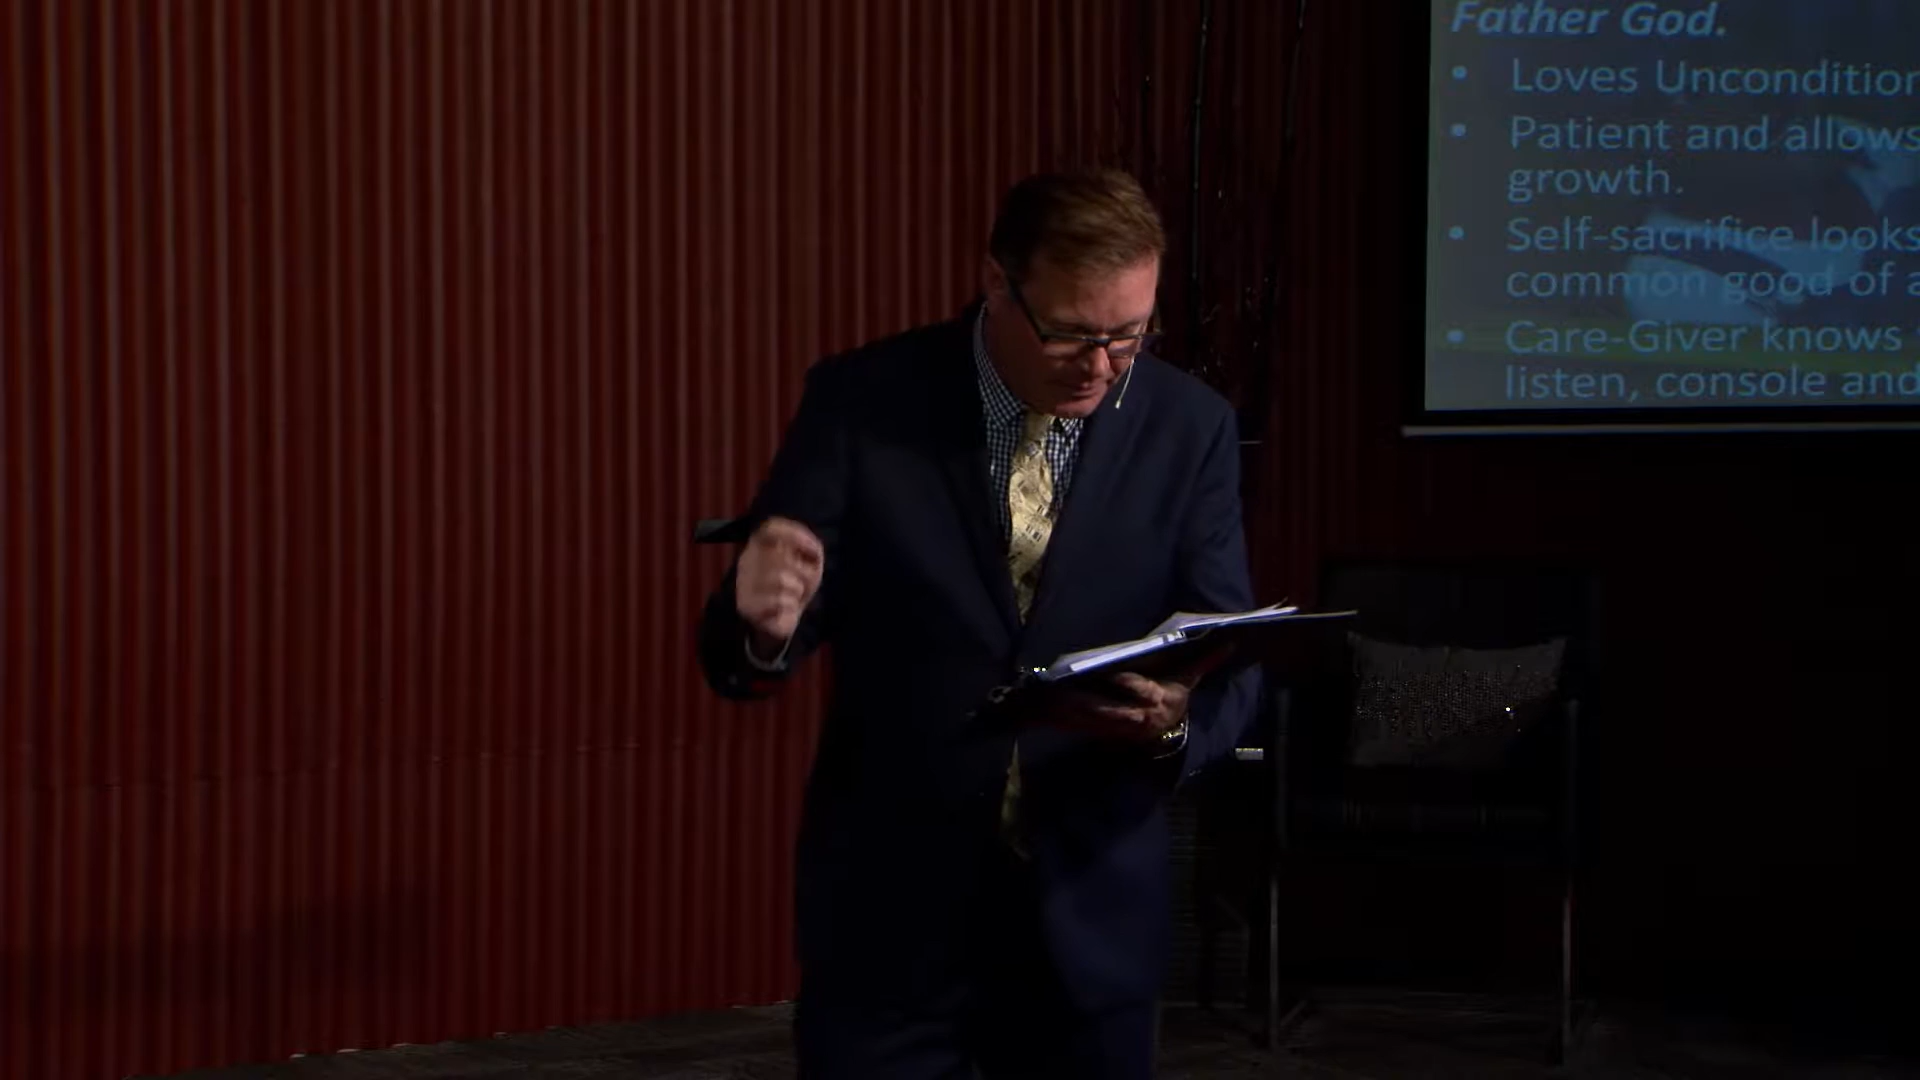 Father God.
• Loves
• Patient and allows
growth.
• Self-sacrifice looks
common good of
• Care-Giver knows
listen, console and